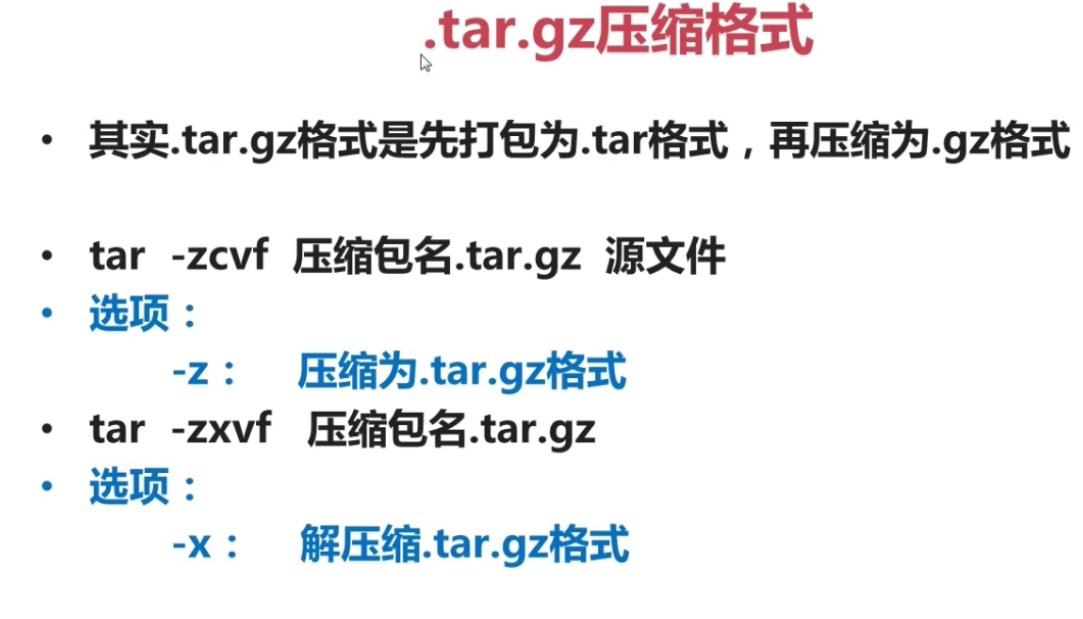 .tar.gz压缩格式
• 其实.tar.gz格式是先打包为.tar格式，再压缩为.gz格式
• tar -zcvf 压缩包名.tar.gz 源文件
• 选项：
-z： 压缩为.tar.gz格式
• tar -zxvf 压缩包名.tar.gz
• 选项：
-x： 解压缩.tar.gz格式